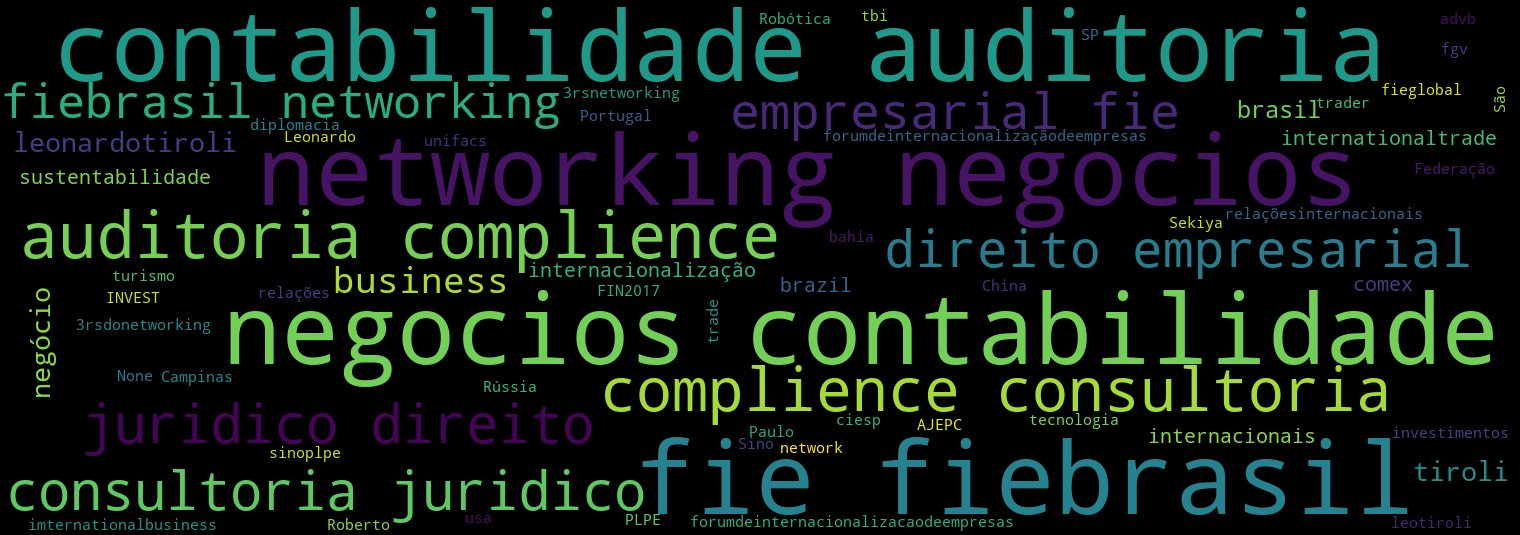 Robótica tbi advb
contabilidade auditoria
SP fgv
fiebrasil networking 3rsnetworking fieglobal São
empresarial fie brasil trader
Portugal
diplomacia Leonardo unifacs forumdeinternacionalizaçãodeempresas internationaltrade
leonardotiroli
networking negocios
sustentabilidade Federação
Sekiya relaçõesinternacionais
auditoria complience bahia direito empresarial
turismo business internacionalização brazil China comex
INVEST relações FIN2017
negócio 3rsdonetworking negocios trade contabilidade
None Campinas Rússia
complience consultoria
juridico direito ciesp AJEPC tecnologia
Paulo internacionais investimentos
sinoplpe Sino network
fie fiebrasil tiroli
consultoria juridico
imternationalbusiness Roberto usa PLPE forumdeinternacionalizacaodeempresas leotiroli